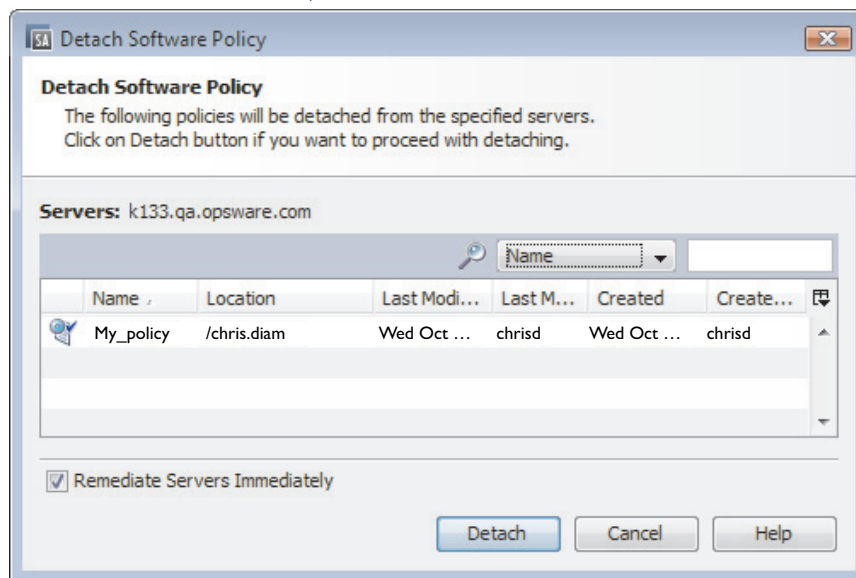 SA Detach Software Policy
Detach Software Policy
The following policies will be detached from the specified servers.
Click on Detach button if you want to proceed with detaching.
Servers: k133.qa.opsware.com
Name
Name Location Last Modi... Last M... Created Create...
My_policy /chris.diam Wed Oct ... chrisd Wed Oct ... chrisd
Remediate Servers Immediately
Detach Cancel Help